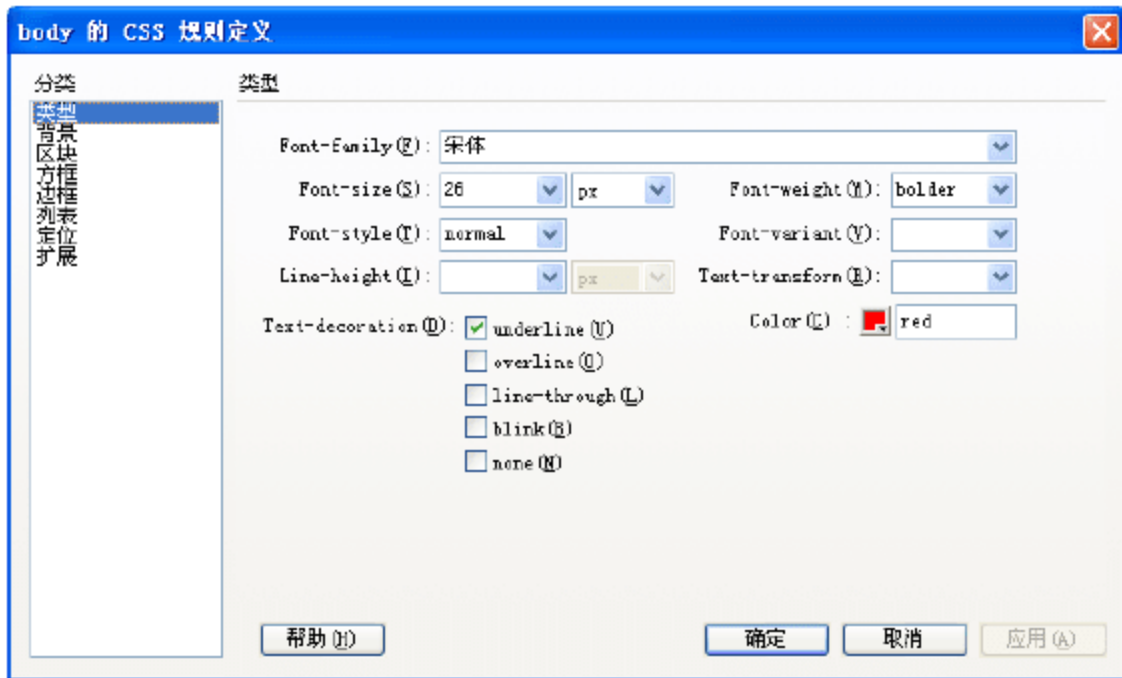 body 的 CSS 规则定义
分类
类型
背景
区块
方框
边框
列表
定位
扩展
类型
Font-family(F): 宋体
Font-size(S): 26 px
Font-weight(W): bolder
Font-style(T): normal
Font-variant(V):
Line-height(I): px
Text-transform(R):
Text-decoration(D): underline(U)
Color(C) : red
overline(O)
line-through(L)
blink(B)
none(N)
帮助(H)
确定
取消
应用(A)